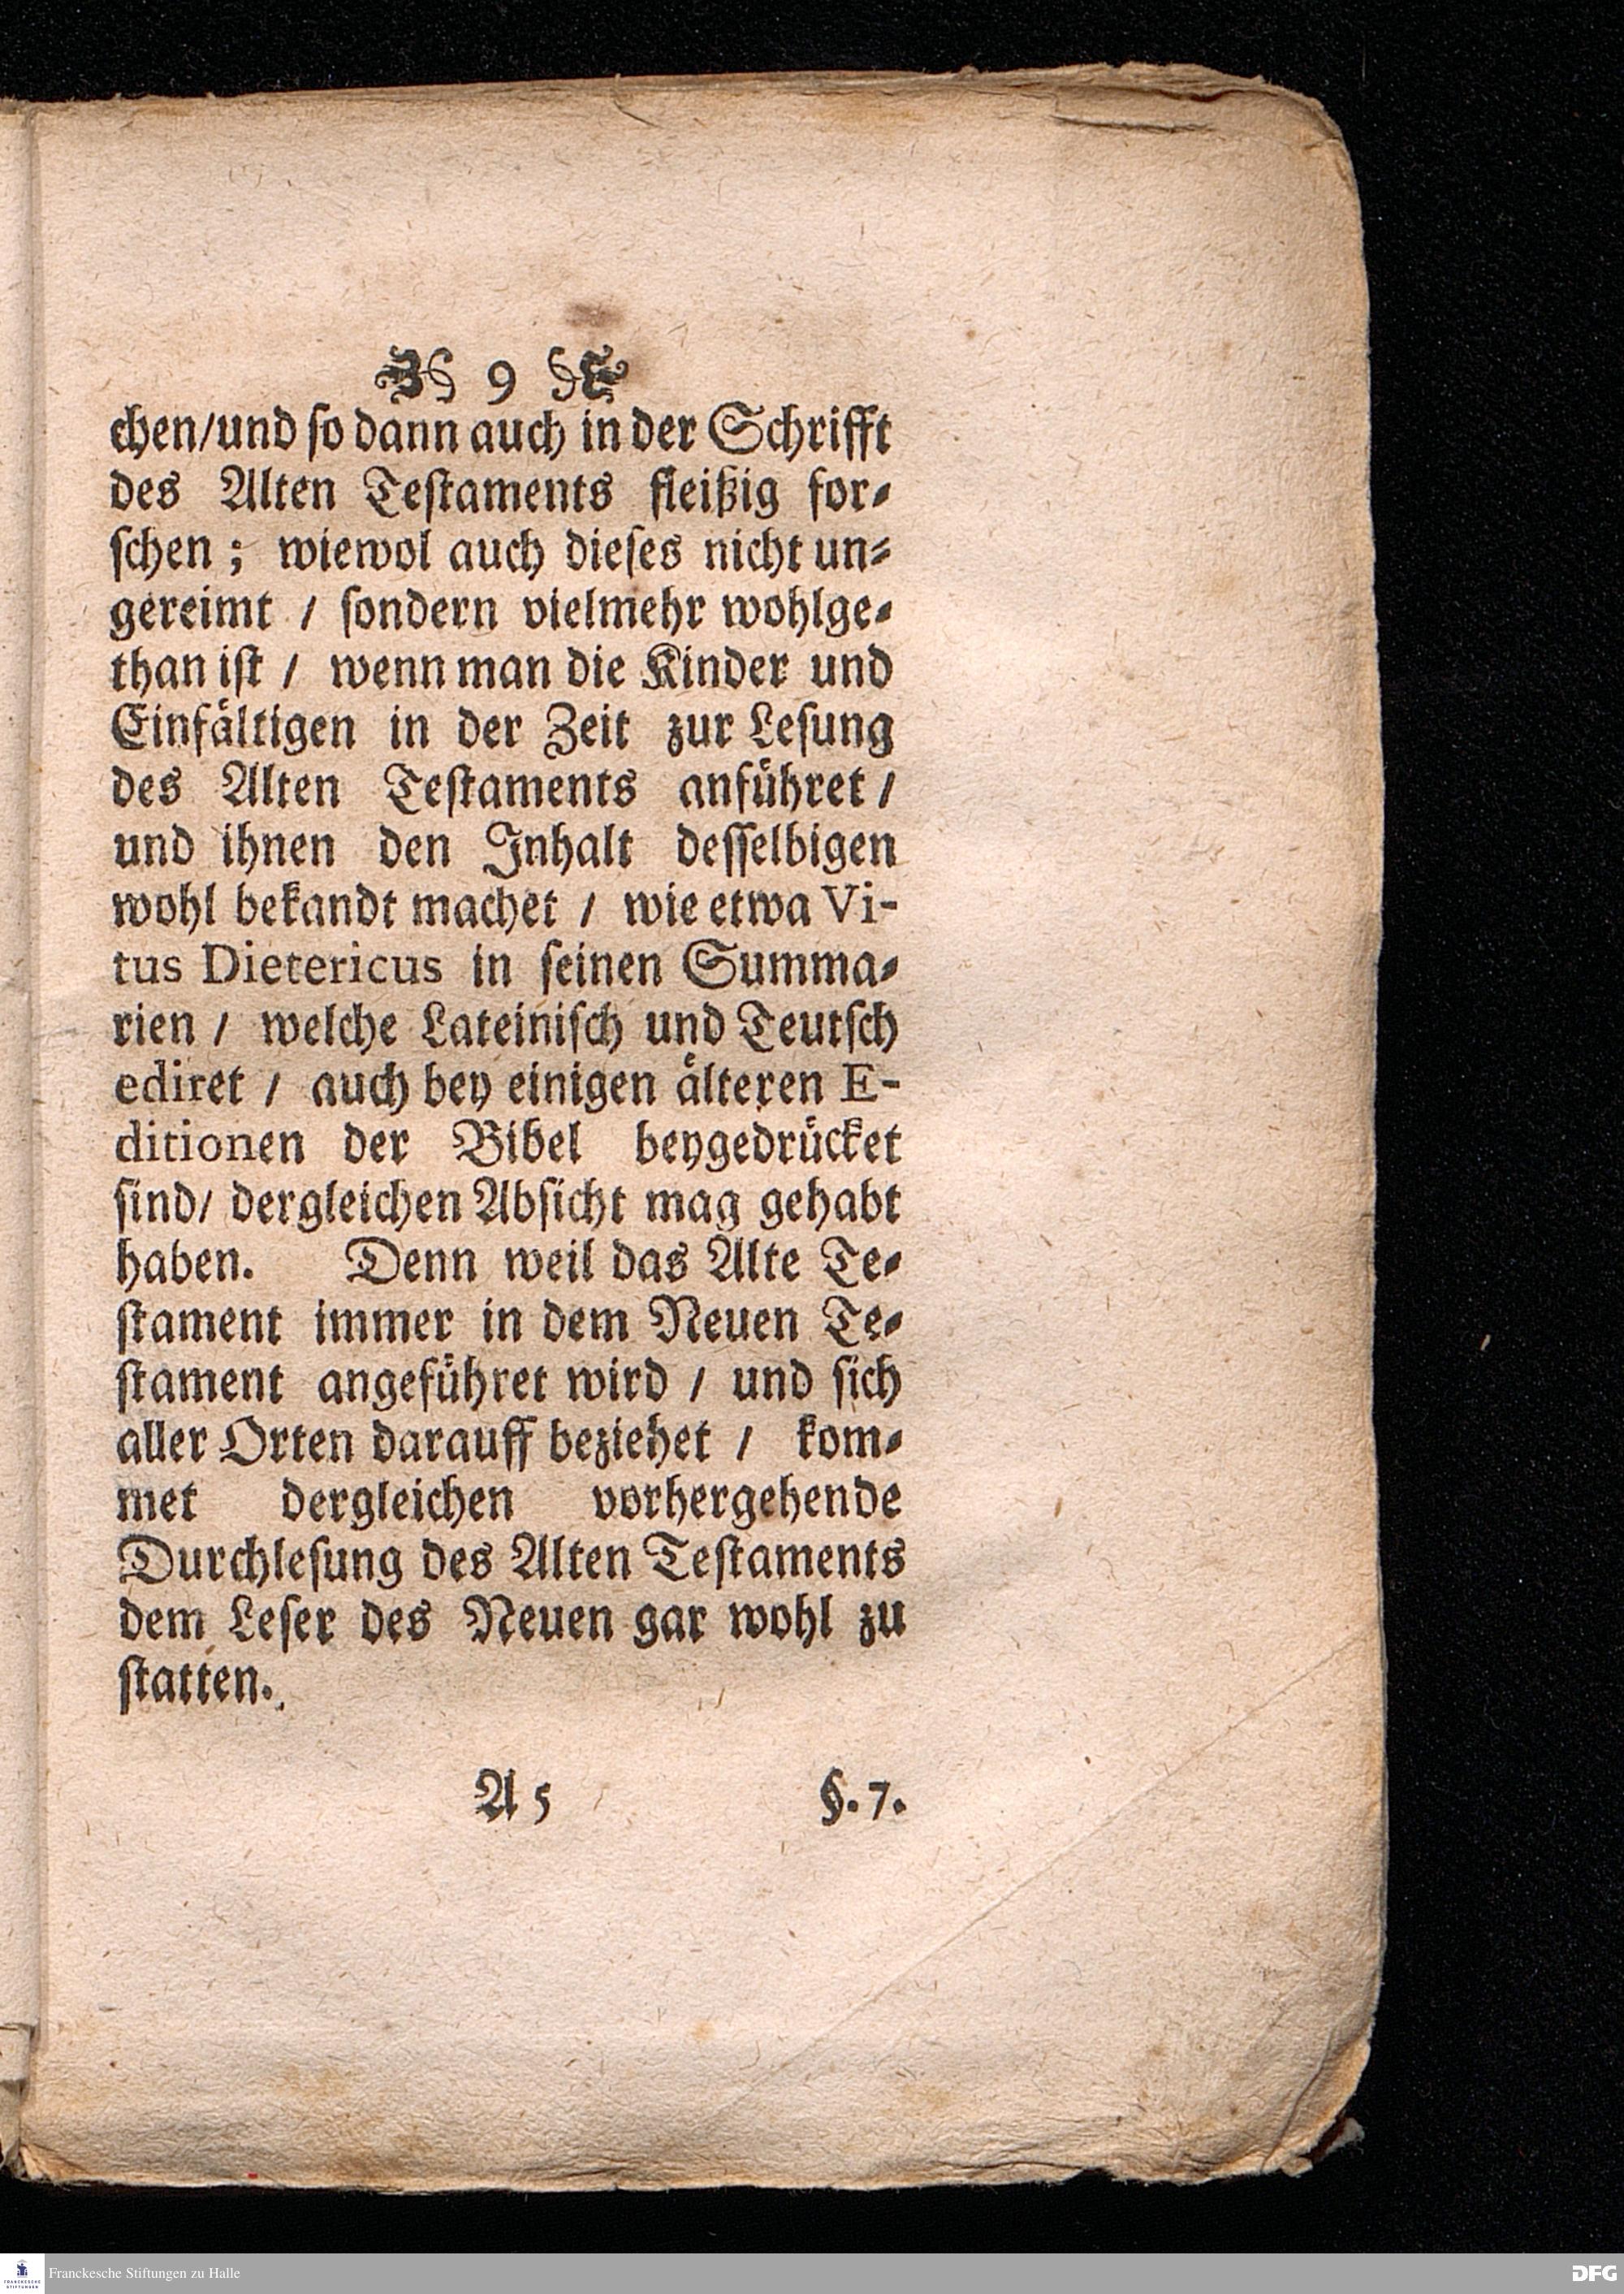 9
chen/und so dann auch in der Schrifft
des Alten Testaments fleißig for-
schen; wiewol auch dieses nicht un-
gereimt / sondern vielmehr wohlge-
than ist / wenn man die Kinder und
Einfältigen in der Zeit zur Lesung
des Alten Testaments anführet /
und ihnen den Inhalt desselbigen
wohl bekandt machet / wie etwa Vi-
tus Dietericus in seinen Summa-
rien / welche Lateinisch und Teutsch
ediret / auch bey einigen älteren E-
ditionen der Bibel beygedrücket
sind/ dergleichen Absicht mag gehabt
haben. Denn weil das Alte Te-
stament immer in dem Neuen Te-
stament angeführet wird / und sich
aller Orten darauff beziehet / kom-
met dergleichen vorhergehende
Durchlesung des Alten Testaments
dem Leser des Neuen gar wohl zu
statten.
A 5 §. 7.
FRANCKESCHE STIFTUNGEN
Franckesche Stiftungen zu Halle
DFG